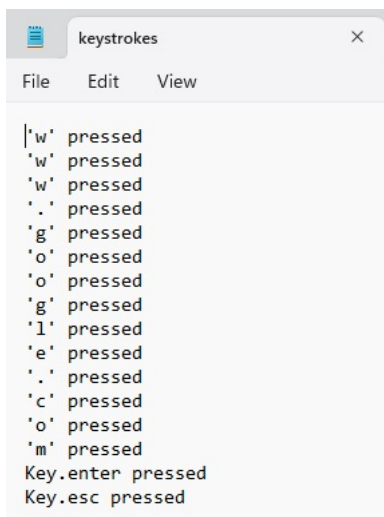 keystrokes
File Edit View
'w' pressed
'w' pressed
'w' pressed
'.' pressed
'g' pressed
'o' pressed
'o' pressed
'g' pressed
'l' pressed
'e' pressed
'.' pressed
'c' pressed
'o' pressed
'm' pressed
Key.enter pressed
Key.esc pressed